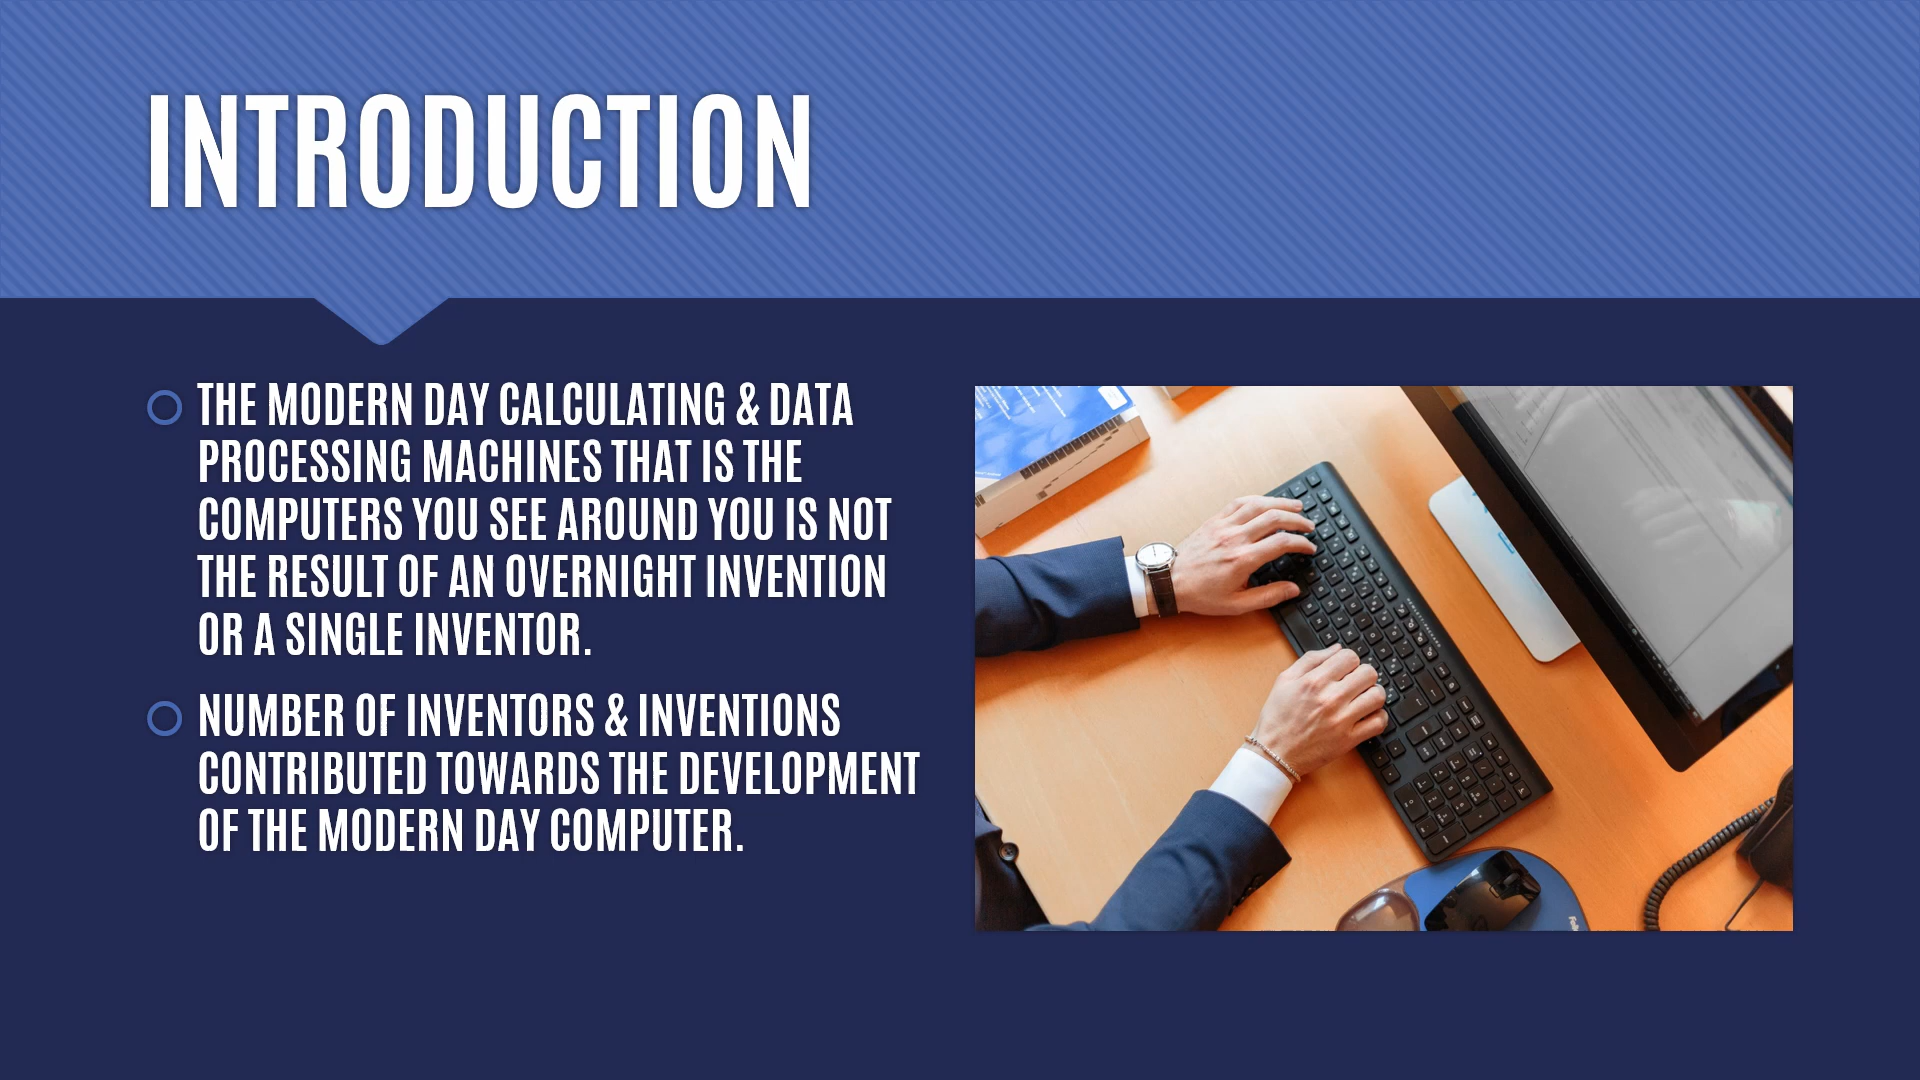 INTRODUCTION
THE MODERN DAY CALCULATING & DATA
PROCESSING MACHINES THAT IS THE
COMPUTERS YOU SEE AROUND YOU IS NOT
THE RESULT OF AN OVERNIGHT INVENTION
OR A SINGLE INVENTOR.
NUMBER OF INVENTORS & INVENTIONS
CONTRIBUTED TOWARDS THE DEVELOPMENT
OF THE MODERN DAY COMPUTER.